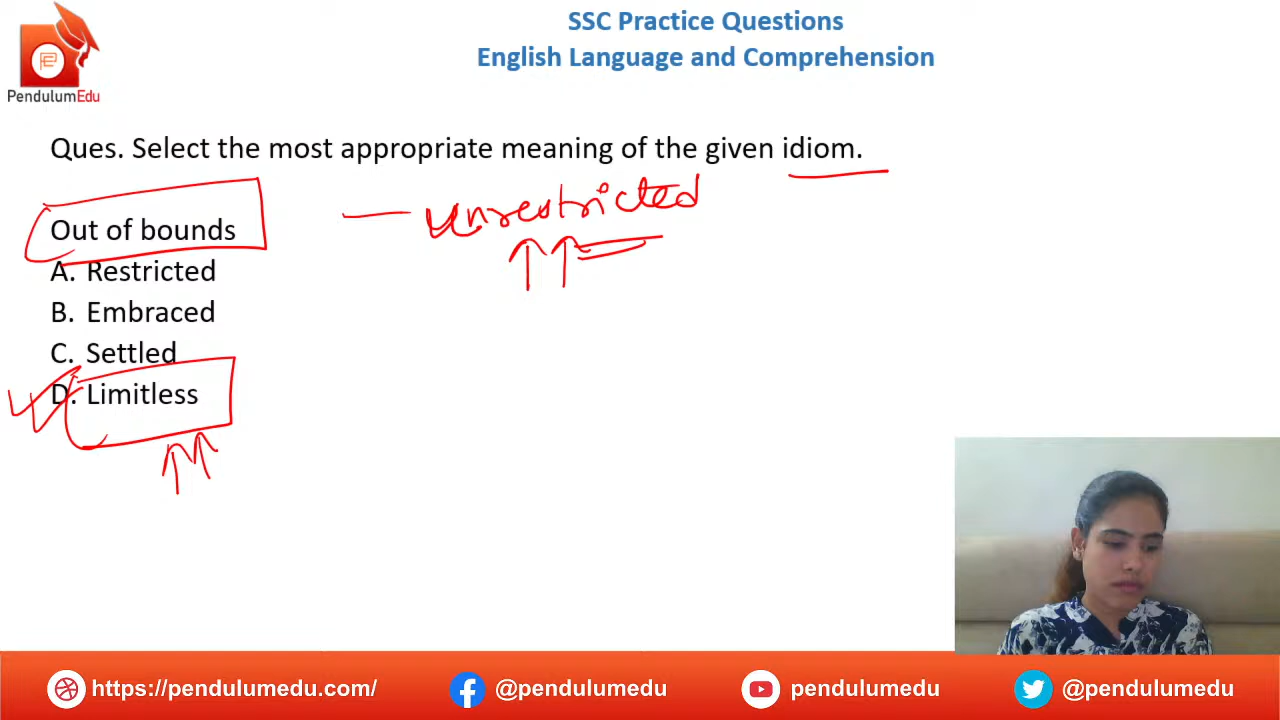 SSC Practice Questions
English Language and Comprehension
PendulumEdu
Ques. Select the most appropriate meaning of the given idiom.
Out of bounds
— Unrestricted
A. Restricted
B. Embraced
C. Settled
D. Limitless
https://pendulumedu.com/
@pendulumedu
pendulumedu
@pendulumedu